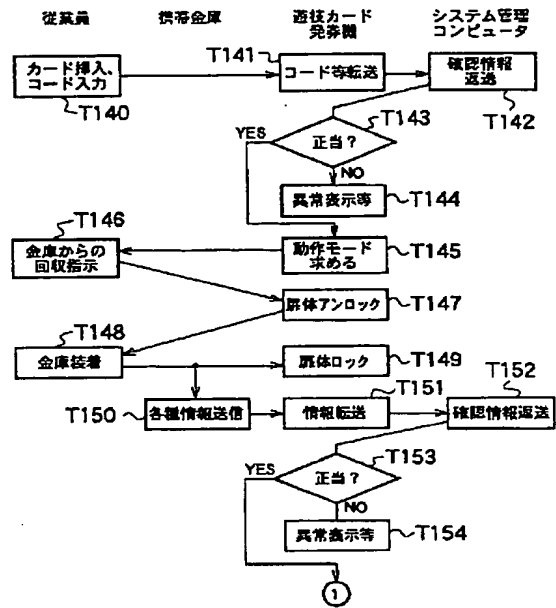 従業員
携帯金庫
遊技カード
発券機
システム管理
コンピュータ
カード挿入、
コード入力
T140
T141
コード等転送
確認情報
返送
T142
T143
正当?
YES
NO
異常表示等
T144
T146
金庫からの
回収指示
動作モード
求める
T145
扉体アンロック
T147
T148
金庫装着
扉体ロック
T149
T150
各種情報送信
T151
情報転送
T152
確認情報返送
T153
正当?
YES
NO
異常表示等
T154
1